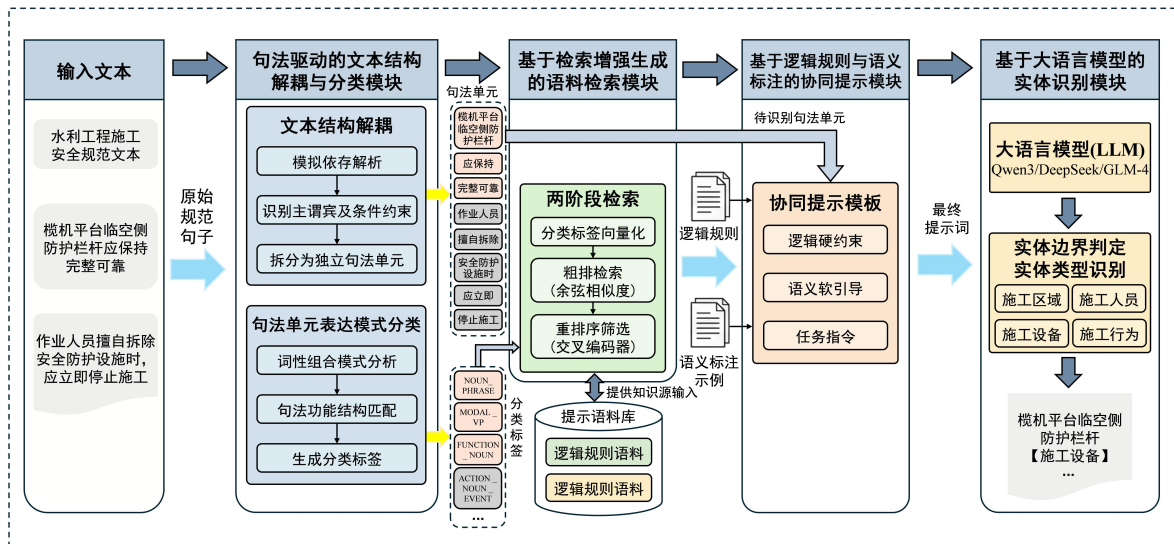 输入文本
水利工程施工
安全规范文本
榄机平台临空侧
防护栏杆应保持
完整可靠
作业人员擅自拆除
安全防护设施时，
应立即停止施工
原始
规范
句子
句法驱动的文本结构
解耦与分类模块
文本结构解耦
模拟依存解析
识别主谓宾及条件约束
拆分为独立句法单元
句法单元表达模式分类
词性组合模式分析
句法功能结构匹配
生成分类标签
句法单元
榄机平台
临空侧防
护栏杆
应保持
完整可靠
作业人员
擅自拆除
安全防护
设施时
应立即
停止施工
NOUN_
PHRASE
MODAL_
VP
FUNCTION
_NOUN
ACTION_
NOUN_
EVENT
...
分类标签
基于检索增强生成
的语料检索模块
两阶段检索
分类标签向量化
粗排检索
(余弦相似度)
重排序筛选
(交叉编码器)
提供知识源输入
提示语料库
逻辑规则语料
逻辑规则语料
逻辑规则
语义标注
示例
基于逻辑规则与语义
标注的协同提示模块
待识别句法单元
协同提示模板
逻辑硬约束
语义软引导
任务指令
最终
提示词
基于大语言模型的
实体识别模块
大语言模型(LLM)
Qwen3/DeepSeek/GLM-4
实体边界判定
实体类型识别
施工区域
施工人员
施工设备
施工行为
榄机平台临空侧
防护栏杆
【施工设备】
...